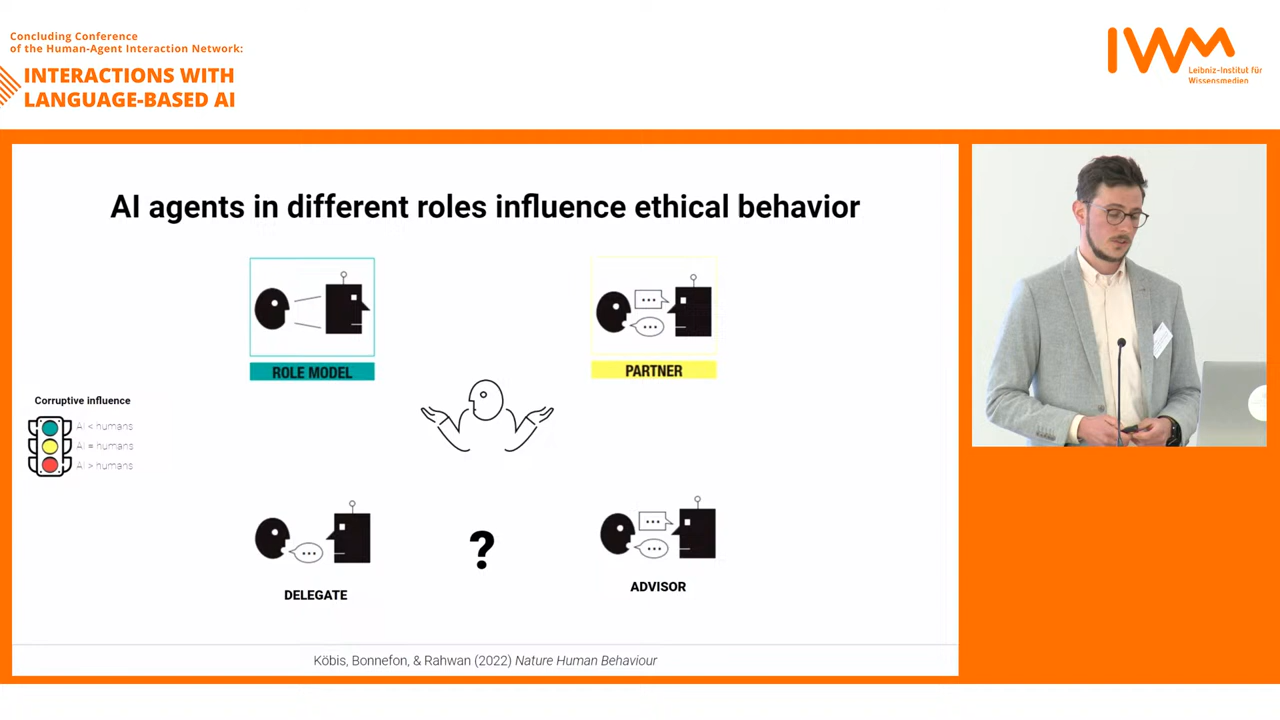 Concluding Conference
of the Human-Agent Interaction Network:
INTERACTIONS WITH
LANGUAGE-BASED AI
IWM
Leibniz-Institut für
Wissensmedien
AI agents in different roles influence ethical behavior
ROLE MODEL
PARTNER
Corruptive influence
AI < humans
AI = humans
AI > humans
?
DELEGATE
ADVISOR
Köbis, Bonnefon, & Rahwan (2022) Nature Human Behaviour